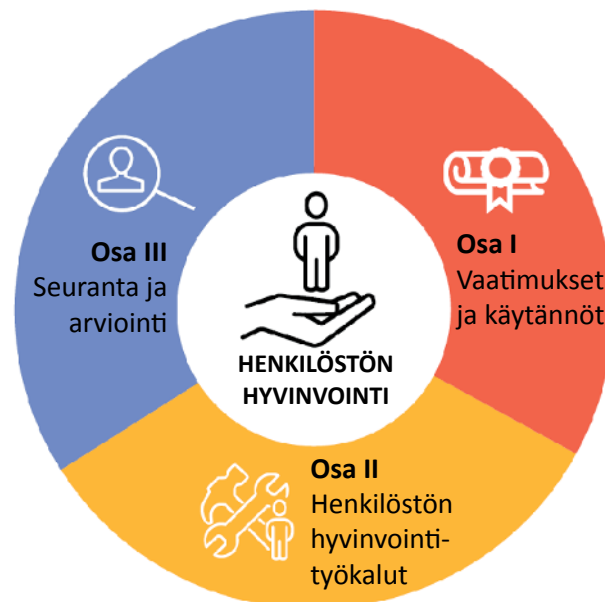 Osa I
Vaatimukset
ja käytännöt
Osa II
Henkilöstön
hyvinvointi-
työkalut
Osa III
Seuranta ja
arviointi
HENKILÖSTÖN
HYVINVOINTI